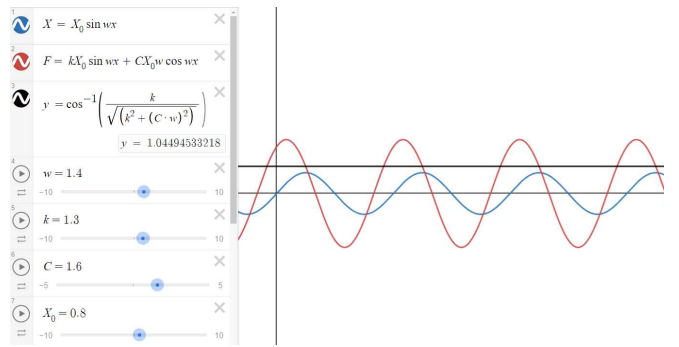 1
X = X₀ sin wx
2
F = kX₀ sin wx + CX₀w cos wx
3
y = cos⁻¹(k / √((k² + (C · w)²)))
y = 1.04494533218
4
w = 1.4
-10 10
5
k = 1.3
-10 10
6
C = 1.6
-5 5
7
X₀ = 0.8
-10 10